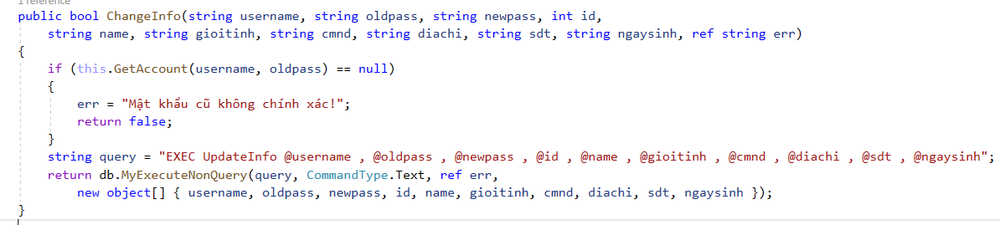 1 reference
public bool ChangeInfo(string username, string oldpass, string newpass, int id,
string name, string gioitinh, string cmnd, string diachi, string sdt, string ngaysinh, ref string err)
{
if (this.GetAccount(username, oldpass) == null)
{
err = "Mật khẩu cũ không chính xác!";
return false;
}
string query = "EXEC UpdateInfo @username , @oldpass , @newpass , @id , @name , @gioitinh , @cmnd , @diachi , @sdt , @ngaysinh";
return db.MyExecuteNonQuery(query, CommandType.Text, ref err,
new object[] { username, oldpass, newpass, id, name, gioitinh, cmnd, diachi, sdt, ngaysinh });
}